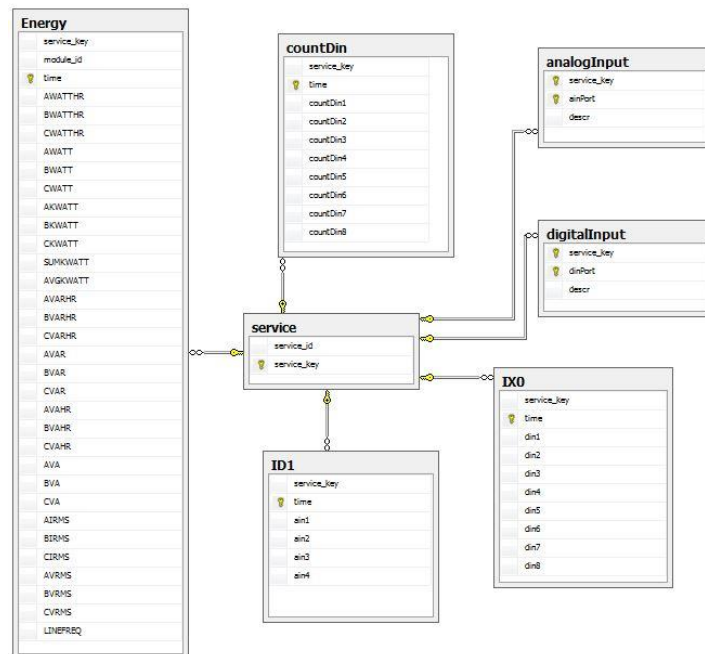 Energy
service_key
module_id
time
AWATTHR
BWATTHR
CWATTHR
AWATT
BWATT
CWATT
AKWATT
BKWATT
CKWATT
SUMKWATT
AVGKWATT
AVARHR
BVARHR
CVARHR
AVAR
BVAR
CVAR
AVAHR
BVAHR
CVAHR
AVA
BVA
CVA
AIRMS
BIRMS
CIRMS
AVRMS
BVRMS
CVRMS
LINEFREQ
countDin
service_key
time
countDin1
countDin2
countDin3
countDin4
countDin5
countDin6
countDin7
countDin8
analogInput
service_key
ainPort
descr
digitalInput
service_key
dinPort
descr
service
service_id
service_key
ID1
service_key
time
ain1
ain2
ain3
ain4
IX0
service_key
time
din1
din2
din3
din4
din5
din6
din7
din8